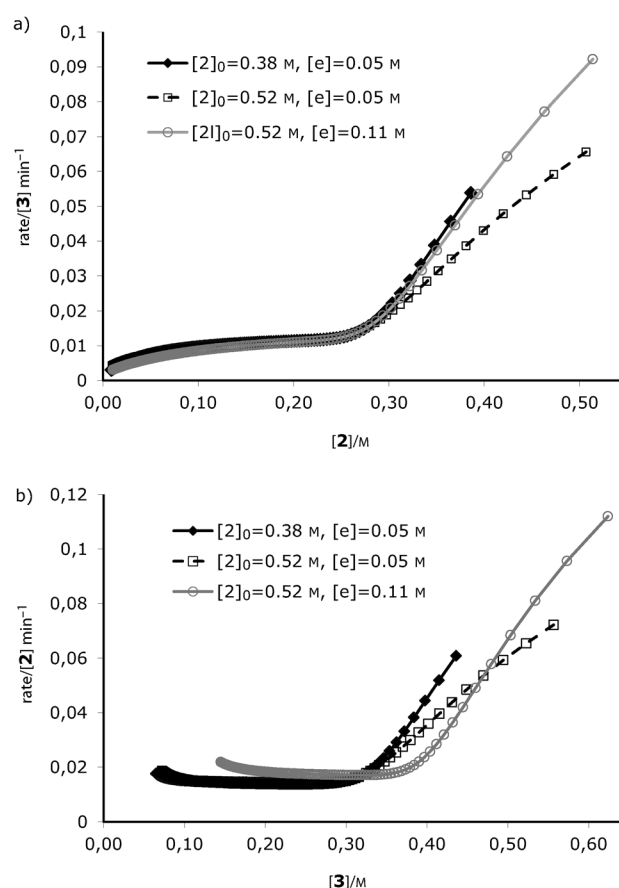 a)
0,1
0,09
0,08
0,07
0,06
0,05
0,04
0,03
0,02
0,01
0
rate/[3] min⁻¹
[2]₀=0.38 M, [e]=0.05 M
[2]₀=0.52 M, [e]=0.05 M
[2l]₀=0.52 M, [e]=0.11 M
0,00 0,10 0,20 0,30 0,40 0,50
[2]/M
b)
0,12
0,1
0,08
0,06
0,04
0,02
0
rate/[2] min⁻¹
[2]₀=0.38 M, [e]=0.05 M
[2]₀=0.52 M, [e]=0.05 M
[2]₀=0.52 M, [e]=0.11 M
0,00 0,10 0,20 0,30 0,40 0,50 0,60
[3]/M